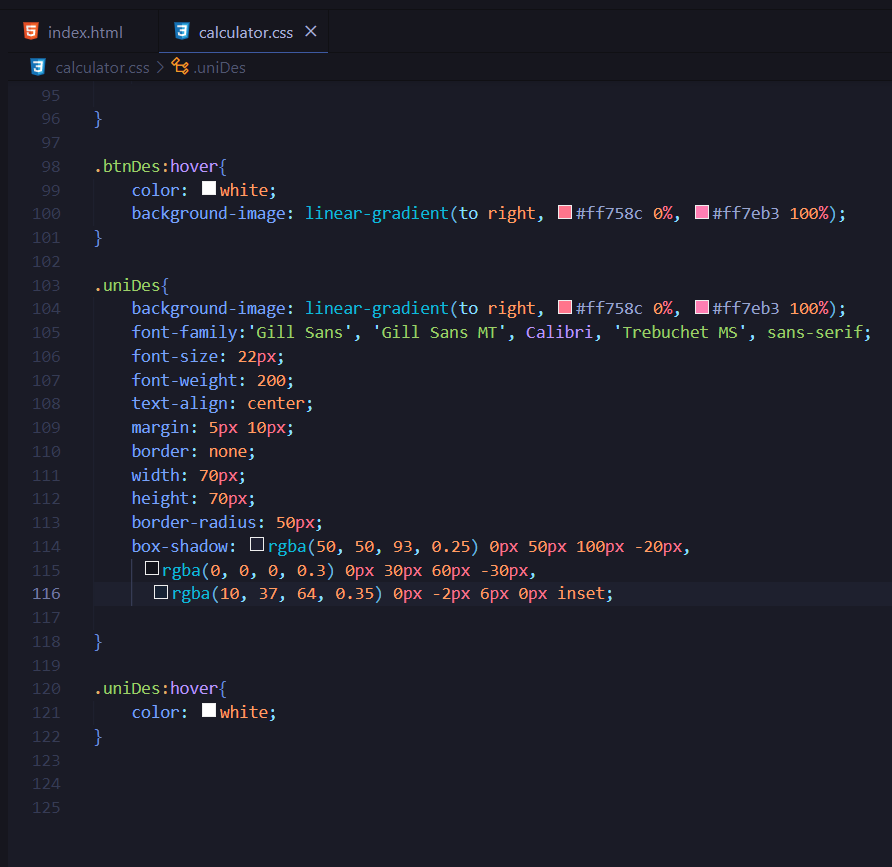 index.html
calculator.css
calculator.css > .uniDes
95
96 }
97
98 .btnDes:hover{
99 color: white;
100 background-image: linear-gradient(to right, #ff758c 0%, #ff7eb3 100%);
101 }
102
103 .uniDes{
104 background-image: linear-gradient(to right, #ff758c 0%, #ff7eb3 100%);
105 font-family:'Gill Sans', 'Gill Sans MT', Calibri, 'Trebuchet MS', sans-serif;
106 font-size: 22px;
107 font-weight: 200;
108 text-align: center;
109 margin: 5px 10px;
110 border: none;
111 width: 70px;
112 height: 70px;
113 border-radius: 50px;
114 box-shadow: rgba(50, 50, 93, 0.25) 0px 50px 100px -20px,
115 rgba(0, 0, 0, 0.3) 0px 30px 60px -30px,
116 rgba(10, 37, 64, 0.35) 0px -2px 6px 0px inset;
117
118 }
119
120 .uniDes:hover{
121 color: white;
122 }
123
124
125